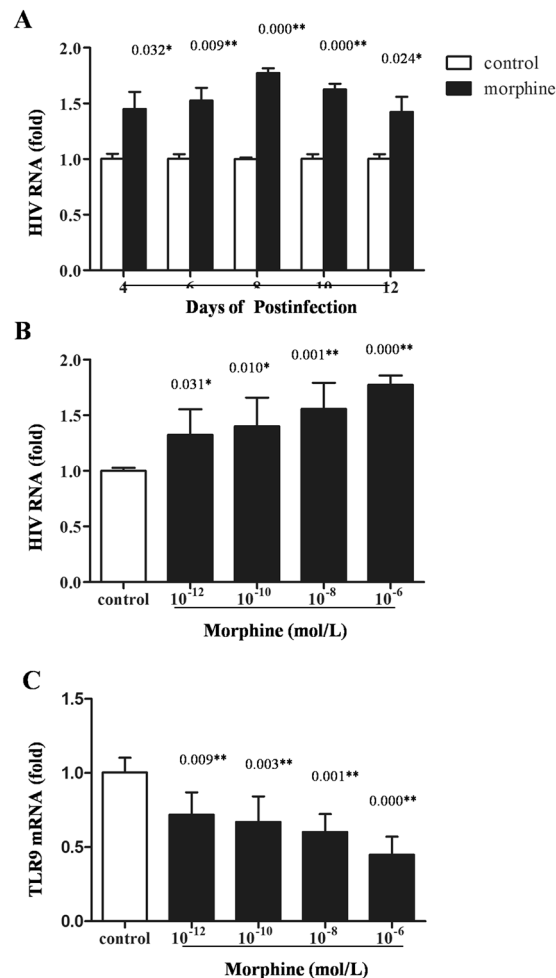 A
0.032* 0.009** 0.000** 0.000** 0.024*
control
morphine
2.0
1.5
1.0
0.5
0.0
HIV RNA (fold)
4 6 8 10 12
Days of Postinfection
B
0.031* 0.010* 0.001** 0.000**
2.0
1.5
1.0
0.5
0.0
HIV RNA (fold)
control 10-12 10-10 10-8 10-6
Morphine (mol/L)
C
0.009** 0.003** 0.001** 0.000**
1.5
1.0
0.5
0.0
TLR9 mRNA (fold)
control 10-12 10-10 10-8 10-6
Morphine (mol/L)